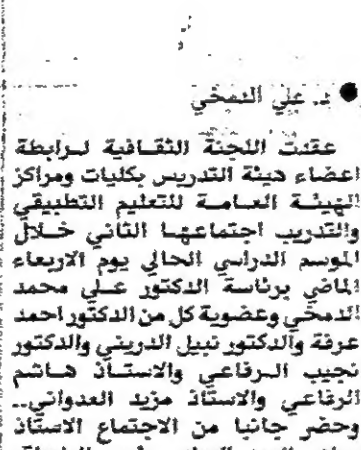 ● د. علي الدمخي
عقدت اللجنة الثقافية لرابطة
اعضاء هيئة التدريس بكليات ومراكز
الهيئة العامة للتعليم التطبيقي
والتدريب اجتماعها الثاني خلال
الموسم الدراسي الحالي يوم الاربعاء
الماضي برئاسة الدكتور علي محمد
الدمخي وعضوية كل من الدكتور احمد
عرفة والدكتور نبيل الدريني والدكتور
نجيب الرفاعي والاستاذ هاشم
الرفاعي والاستاذ مزيد العدواني..
وحضر جانبا من الاجتماع الاستاذ